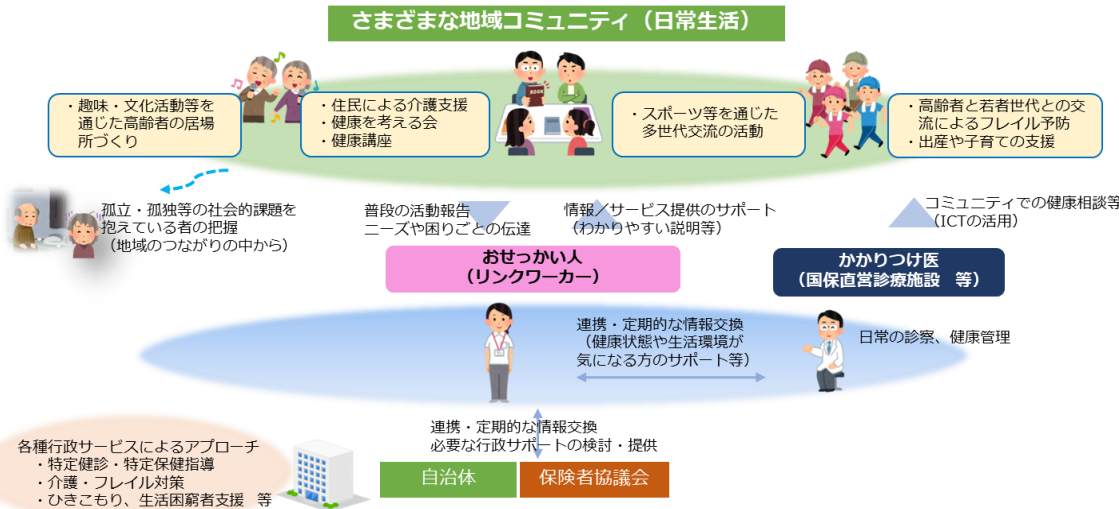 さまざまな地域コミュニティ（日常生活）
・趣味・文化活動等を
通じた高齢者の居場
所づくり
・住民による介護支援
・健康を考える会
・健康講座
BOOK
・スポーツ等を通じた
多世代交流の活動
・高齢者と若者世代との交
流によるフレイル予防
・出産や子育ての支援
孤立・孤独等の社会的課題を
抱えている者の把握
（地域のつながりの中から）
普段の活動報告
ニーズや困りごとの伝達
情報／サービス提供のサポート
（わかりやすい説明等）
コミュニティでの健康相談等
（ICTの活用）
おせっかい人
（リンクワーカー）
かかりつけ医
（国保直営診療施設　等）
連携・定期的な情報交換
（健康状態や生活環境が
気になる方のサポート等）
日常の診察、健康管理
連携・定期的な情報交換
必要な行政サポートの検討・提供
各種行政サービスによるアプローチ
・特定健診・特定保健指導
・介護・フレイル対策
・ひきこもり、生活困窮者支援　等
自治体
保険者協議会